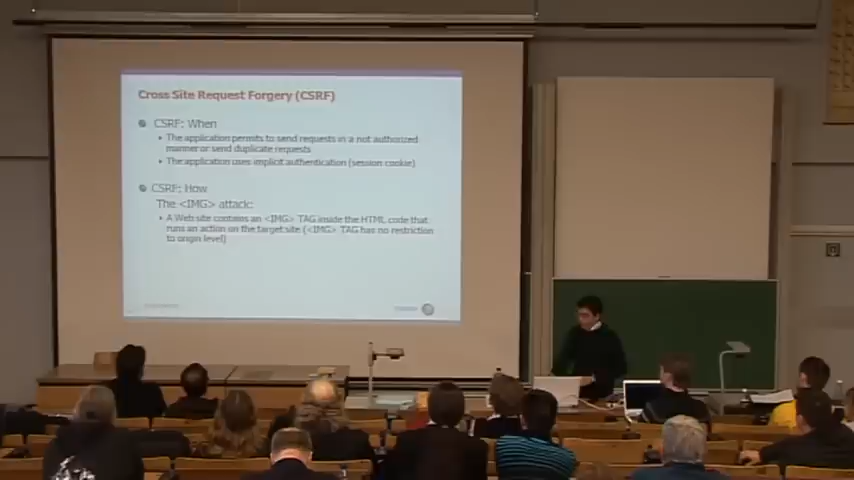 Cross Site Request Forgery (CSRF)
CSRF: When
The application permits to send requests in a not authorized
manner or send duplicate requests
The application uses implicit authentication (session cookie)
CSRF: How
The <IMG> attack:
A Web site contains an <IMG> TAG inside the HTML code that
runs an action on the target site (<IMG> TAG has no restriction
to origin level)